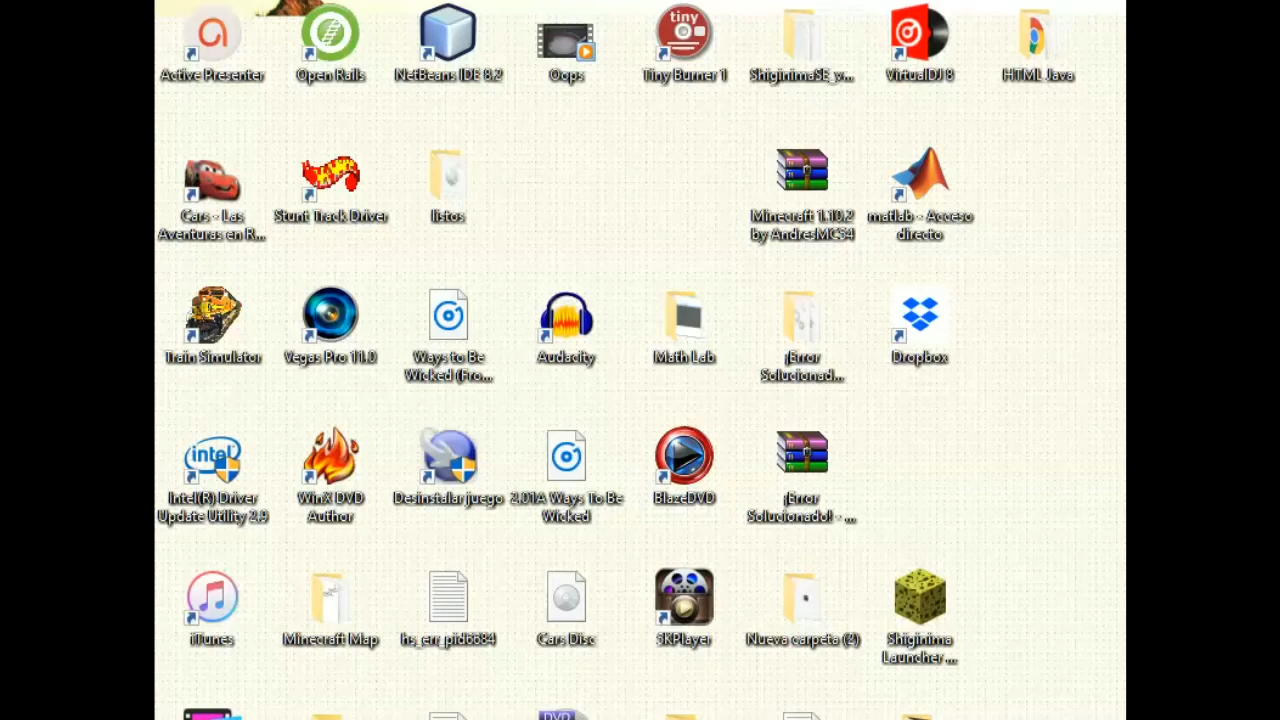 tiny
Active Presenter
Open Rails
NetBeans IDE 8.2
Oops
Tiny Burner 1
ShiginimaSE_v...
VirtualDJ 8
HTML Java
Cars - Las
Aventuras en R...
Stunt Track Driver
listos
Minecraft 1.10.2
by AndresMC54
matlab - Acceso
directo
Train Simulator
Vegas Pro 11.0
Ways to Be
Wicked (Fro...
Audacity
Math Lab
¡Error
Solucionad...
Dropbox
intel
Intel(R) Driver
Update Utility 2.9
WinX DVD
Author
Desinstalar juego
2.01A Ways To Be
Wicked
BlazeDVD
¡Error
Solucionado! - ...
iTunes
Minecraft Map
hs_err_pid6684
Cars Disc
5KPlayer
Nueva carpeta (2)
Shiginima
Launcher ...
DVD